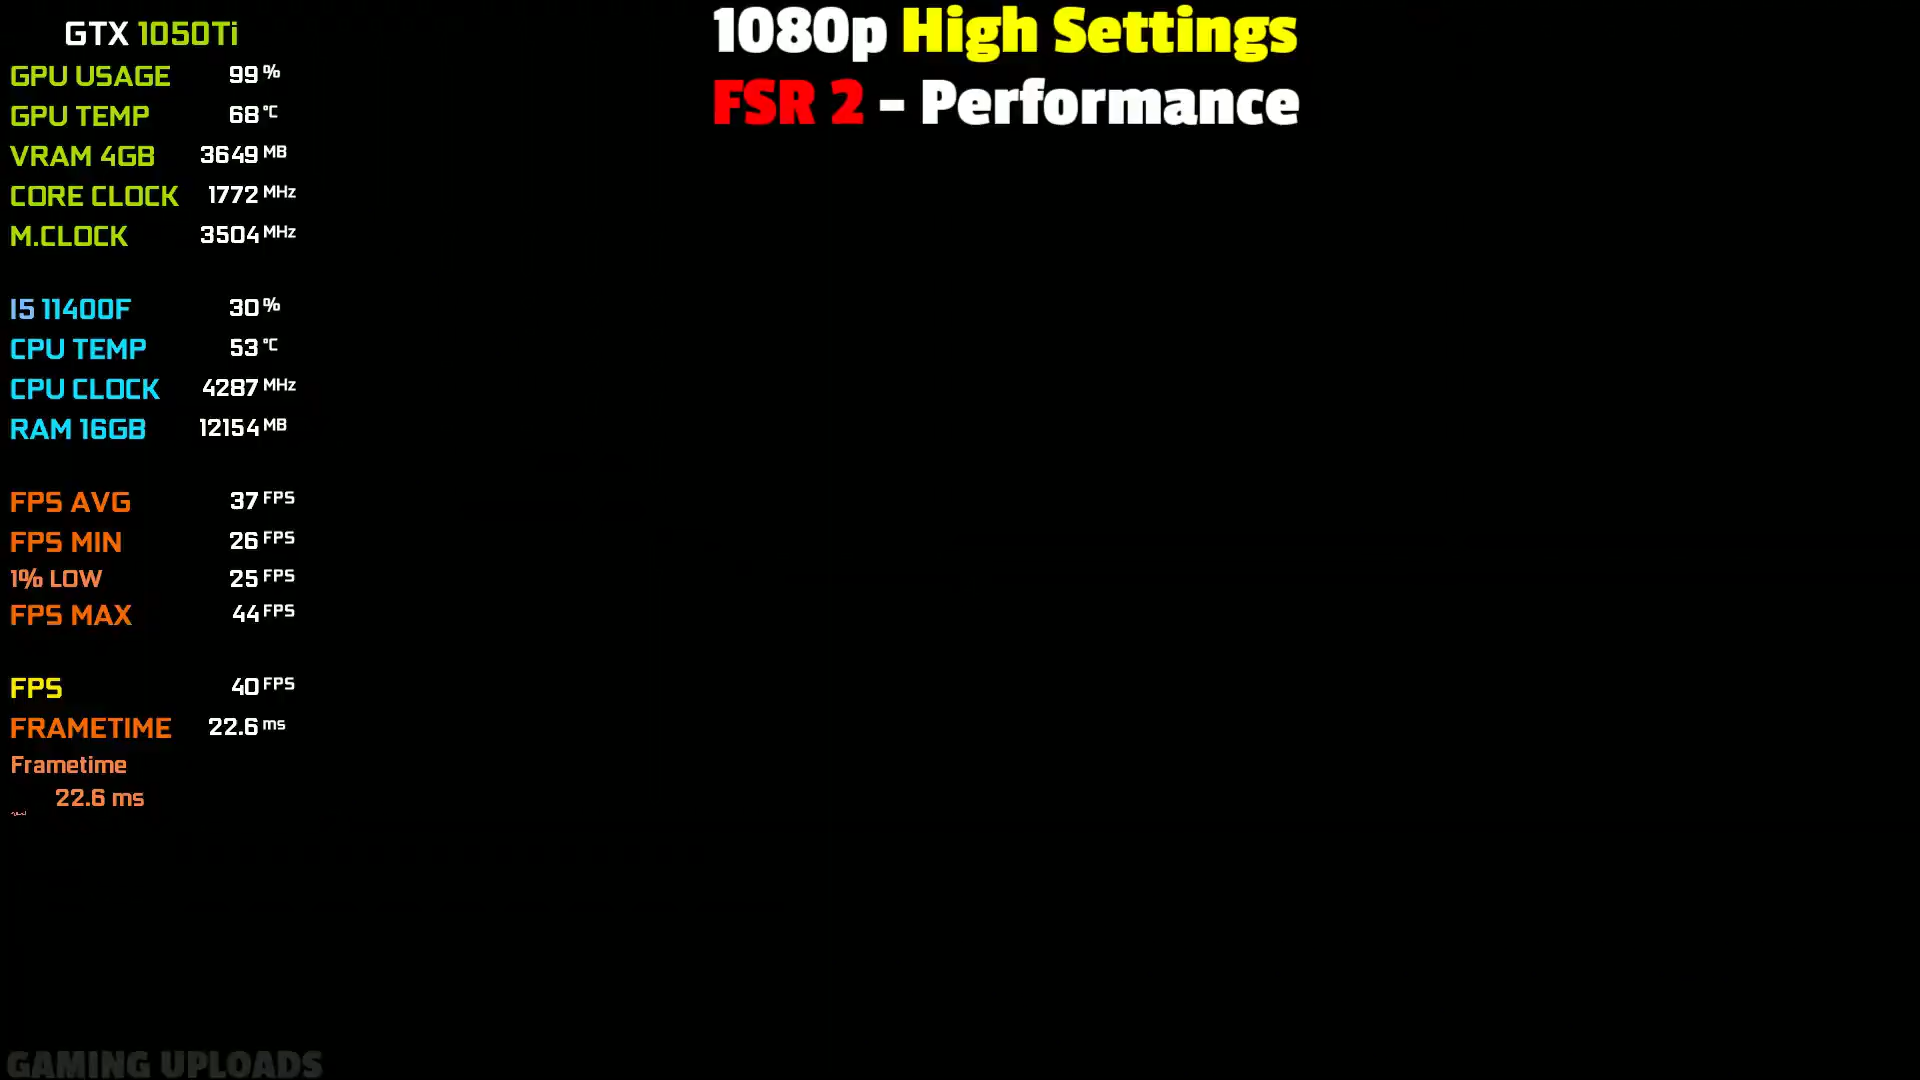 GTX 1050Ti
GPU USAGE 99 %
GPU TEMP 68 °C
VRAM 4GB 3649 MB
CORE CLOCK 1772 MHz
M.CLOCK 3504 MHz
I5 11400F 30 %
CPU TEMP 53 °C
CPU CLOCK 4287 MHz
RAM 16GB 12154 MB
FPS AVG 37 FPS
FPS MIN 26 FPS
1% LOW 25 FPS
FPS MAX 44 FPS
FPS 40 FPS
FRAMETIME 22.6 ms
Frametime
22.6 ms
1080p High Settings
FSR 2 - Performance
GAMING UPLOADS